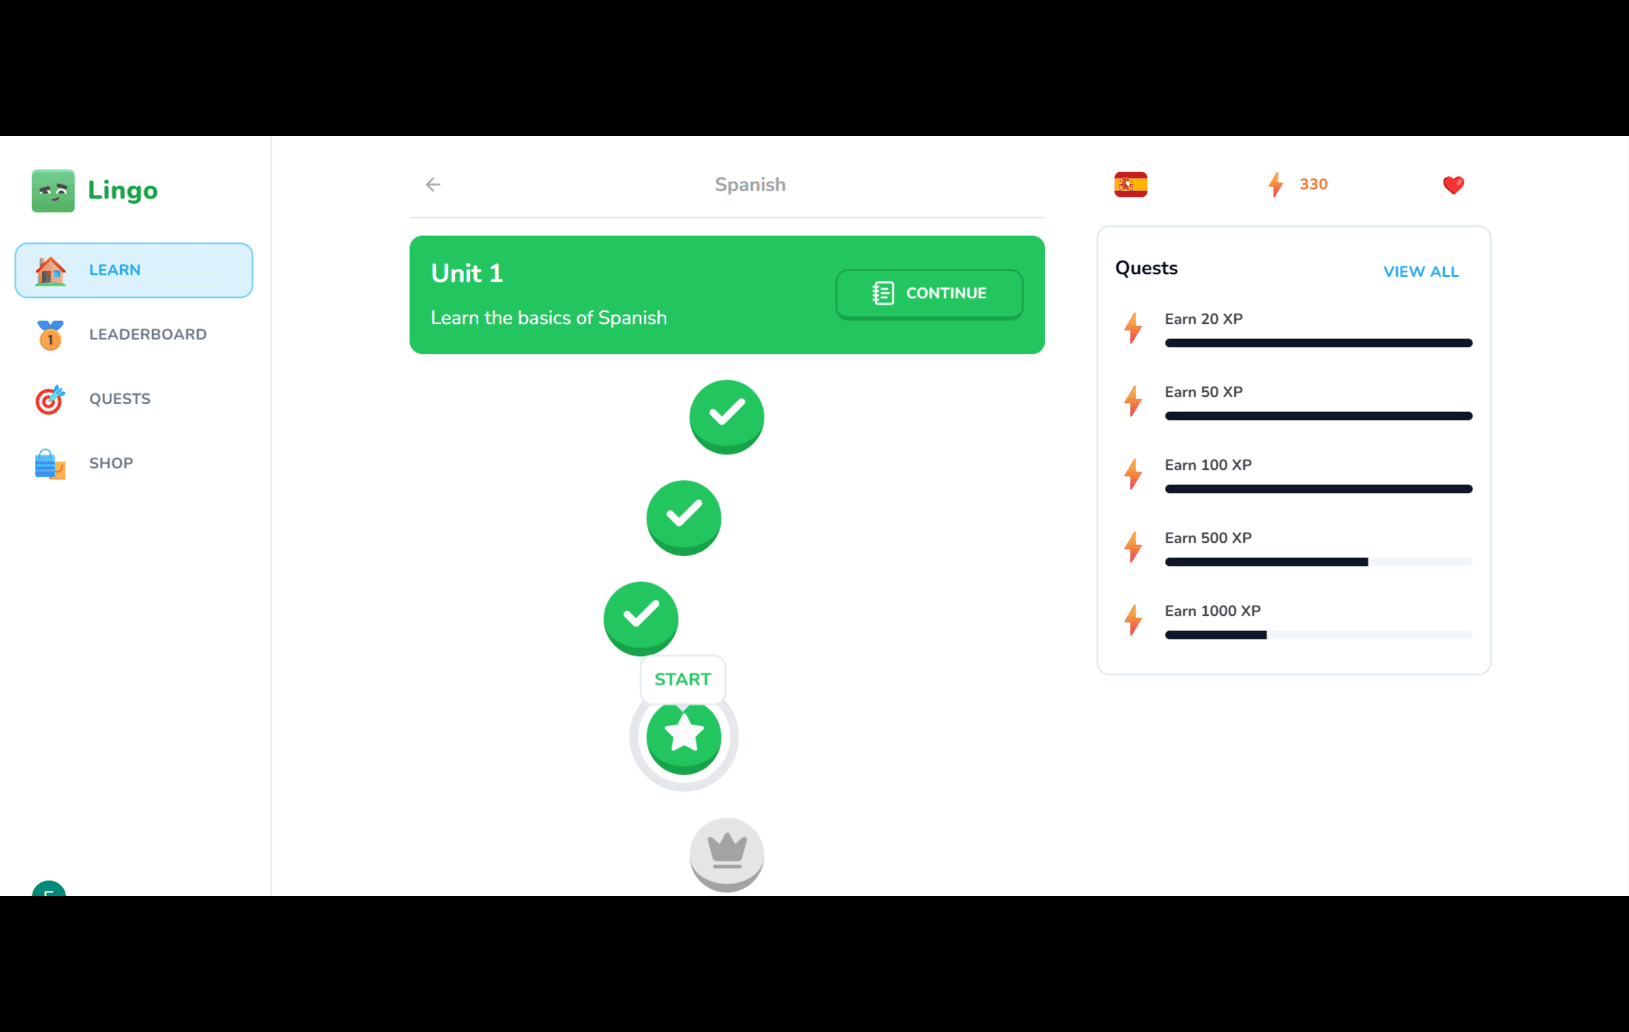 Lingo
LEARN
LEADERBOARD
1
QUESTS
SHOP
Spanish
Unit 1
Learn the basics of Spanish
CONTINUE
START
330
Quests
VIEW ALL
Earn 20 XP
Earn 50 XP
Earn 100 XP
Earn 500 XP
Earn 1000 XP